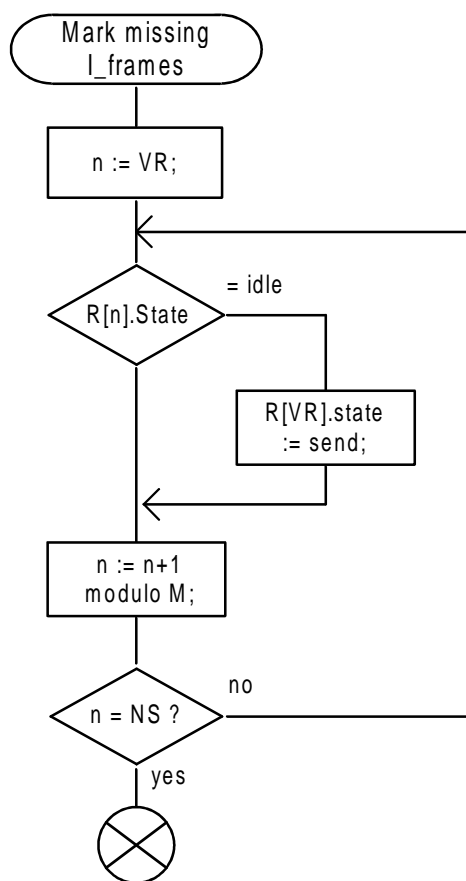 Mark missing
I_frames
n := VR;
= idle
R[n].State
R[VR].state
:= send;
n := n+1
modulo M;
no
n = NS ?
yes